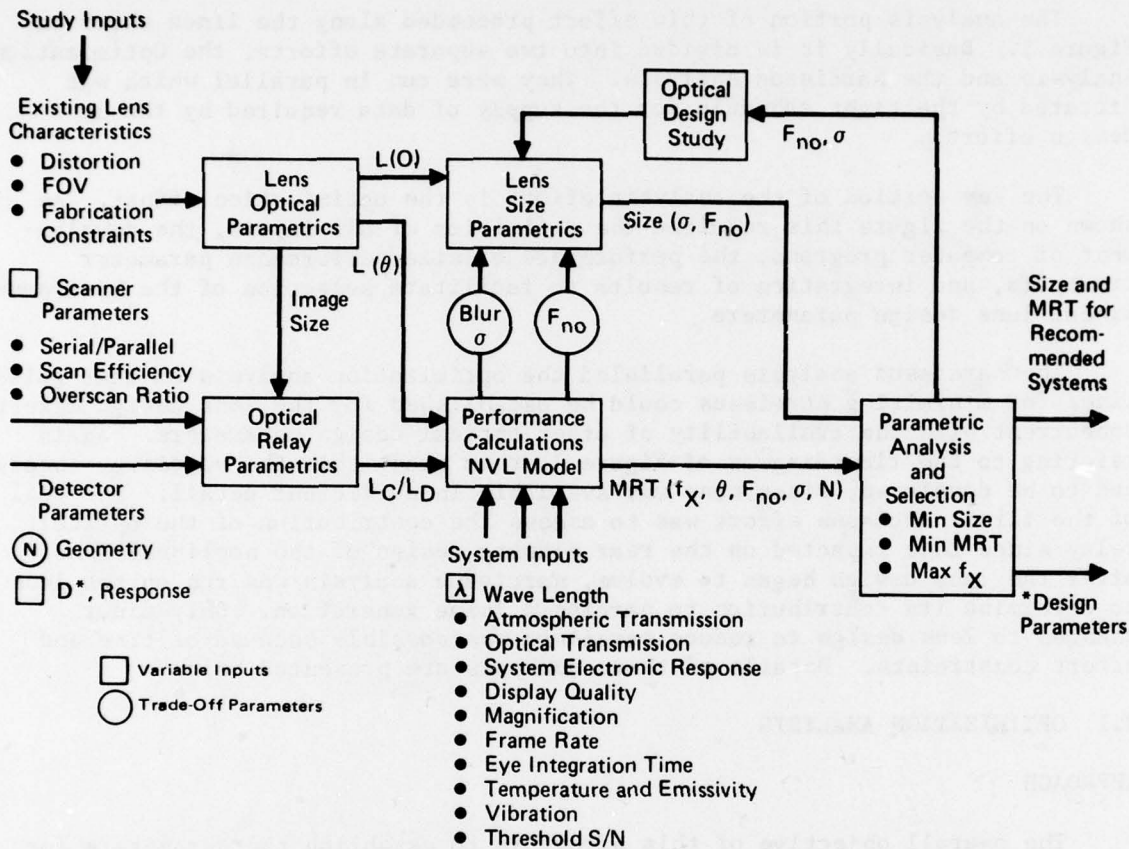 Study Inputs
Existing Lens
Characteristics
● Distortion
● FOV
● Fabrication
Constraints
Scanner
Parameters
● Serial/Parallel
● Scan Efficiency
● Overscan Ratio
Detector
Parameters
N Geometry
D*, Response
Variable Inputs
Trade-Off Parameters
Lens
Optical
Parametrics
L(O)
L (θ)
Image
Size
Optical
Relay
Parametrics
L_C/L_D
Lens
Size
Parametrics
Blur
σ
F_no
Optical
Design
Study
F_no, σ
Size (σ, F_no)
Performance
Calculations
NVL Model
MRT (f_X, θ, F_no, σ, N)
System Inputs
λ Wave Length
● Atmospheric Transmission
● Optical Transmission
● System Electronic Response
● Display Quality
● Magnification
● Frame Rate
● Eye Integration Time
● Temperature and Emissivity
● Vibration
● Threshold S/N
Parametric
Analysis
Selection
● Min Size
● Min MRT
● Max f_X
Size and
MRT for
Recom-
mended
Systems
*Design
Parameters